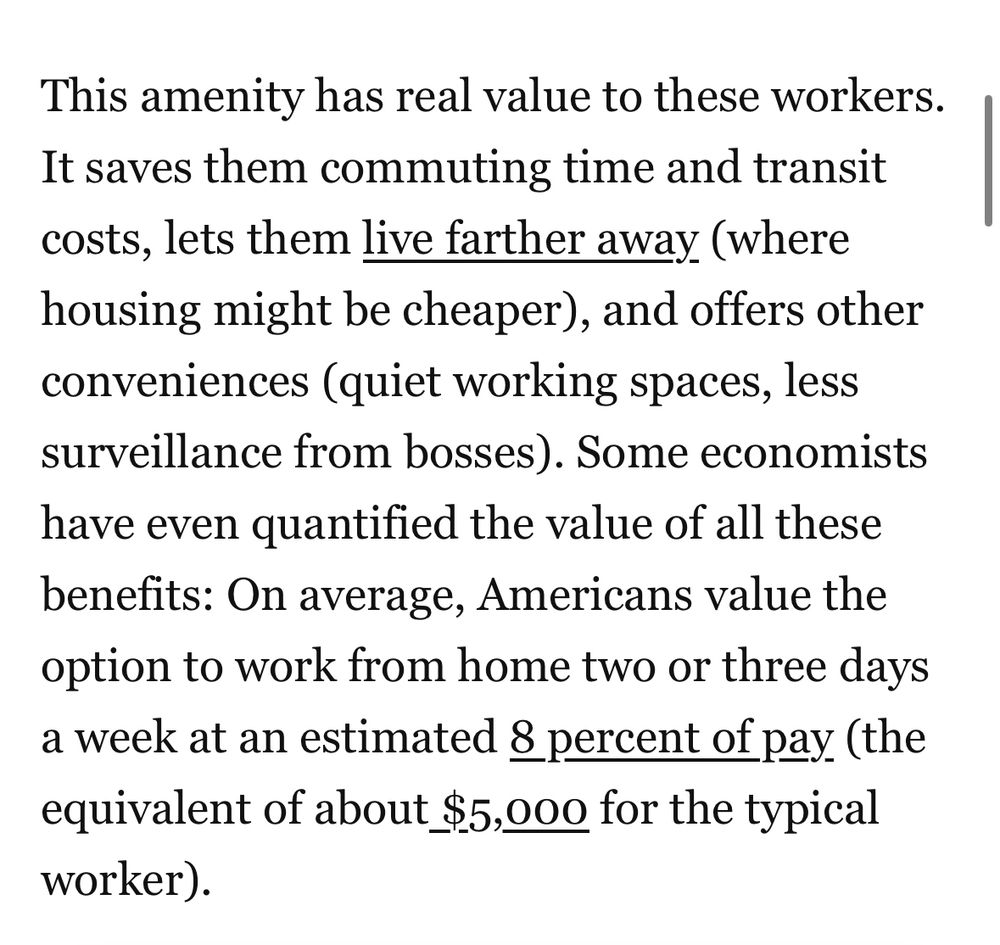 This amenity has real value to these workers.
It saves them commuting time and transit
costs, lets them live farther away (where
housing might be cheaper), and offers other
conveniences (quiet working spaces, less
surveillance from bosses). Some economists
have even quantified the value of all these
benefits: On average, Americans value the
option to work from home two or three days
a week at an estimated 8 percent of pay (the
equivalent of about $5,000 for the typical
worker).